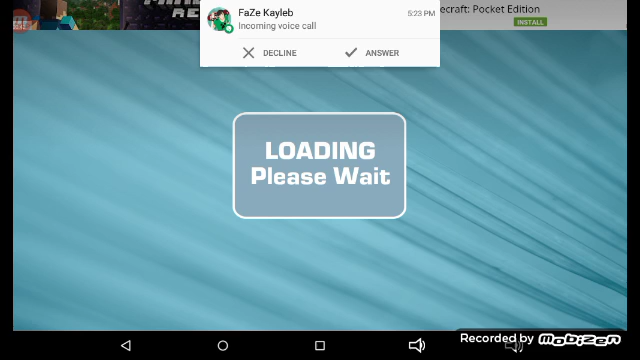 FaZe Kayleb
5:23 PM
Incoming voice call
DECLINE
ANSWER
ecraft: Pocket Edition
INSTALL
LOADING
Please Wait
Recorded by MOBIZEN